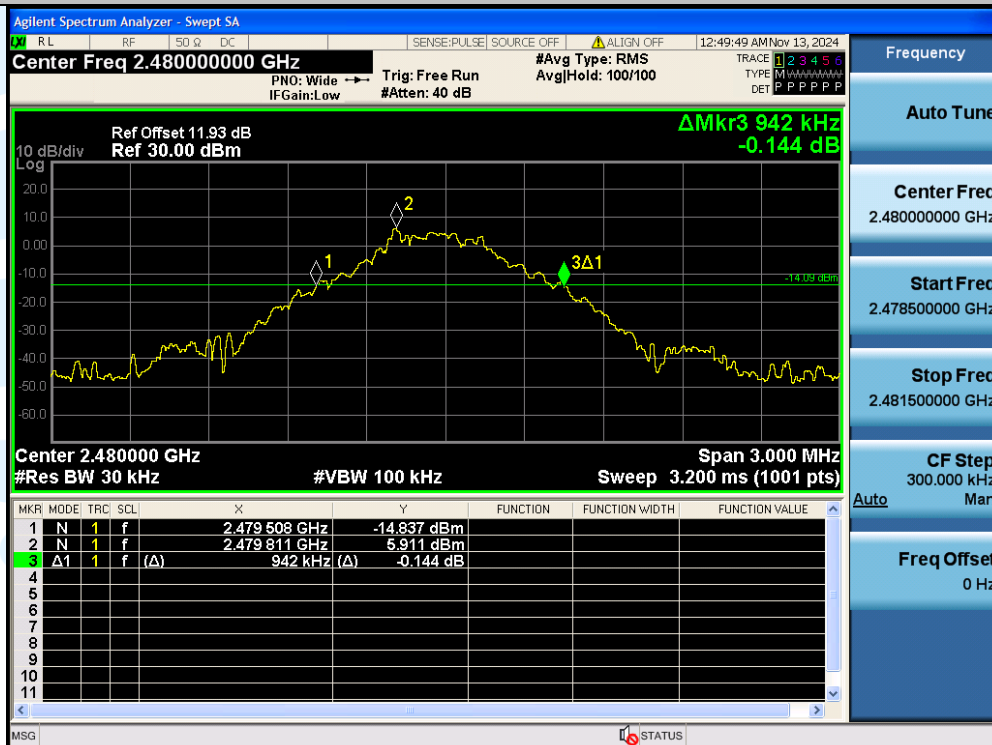 Agilent Spectrum Analyzer - Swept SA
LXI RL RF 50 Ω DC SENSE:PULSE SOURCE OFF ALIGN OFF 12:49:49 AM Nov 13, 2024
Center Freq 2.480000000 GHz
PNO: Wide
IFGain:Low
Trig: Free Run
#Atten: 40 dB
#Avg Type: RMS
Avg|Hold: 100/100
TRACE 1 2 3 4 5 6
TYPE M
DET P P P P P P
ΔMkr3 942 kHz
-0.144 dB
Ref Offset 11.93 dB
10 dB/div Ref 30.00 dBm
Log
20.0
10.0
0.00
-10.0
-20.0
-30.0
-40.0
-50.0
-60.0
1
2
3Δ1
-14.09 dBm
Center 2.480000 GHz Span 3.000 MHz
#Res BW 30 kHz #VBW 100 kHz Sweep 3.200 ms (1001 pts)
MKR MODE TRC SCL X Y FUNCTION FUNCTION WIDTH FUNCTION VALUE
1 N 1 f 2.479 508 GHz -14.837 dBm
2 N 1 f 2.479 811 GHz 5.911 dBm
3 Δ1 1 f (Δ) 942 kHz (Δ) -0.144 dB
4
5
6
7
8
9
10
11
MSG STATUS
Frequency
Auto Tune
Center Freq
2.480000000 GHz
Start Freq
2.478500000 GHz
Stop Freq
2.481500000 GHz
CF Step
300.000 kHz
Auto Man
Freq Offset
0 Hz